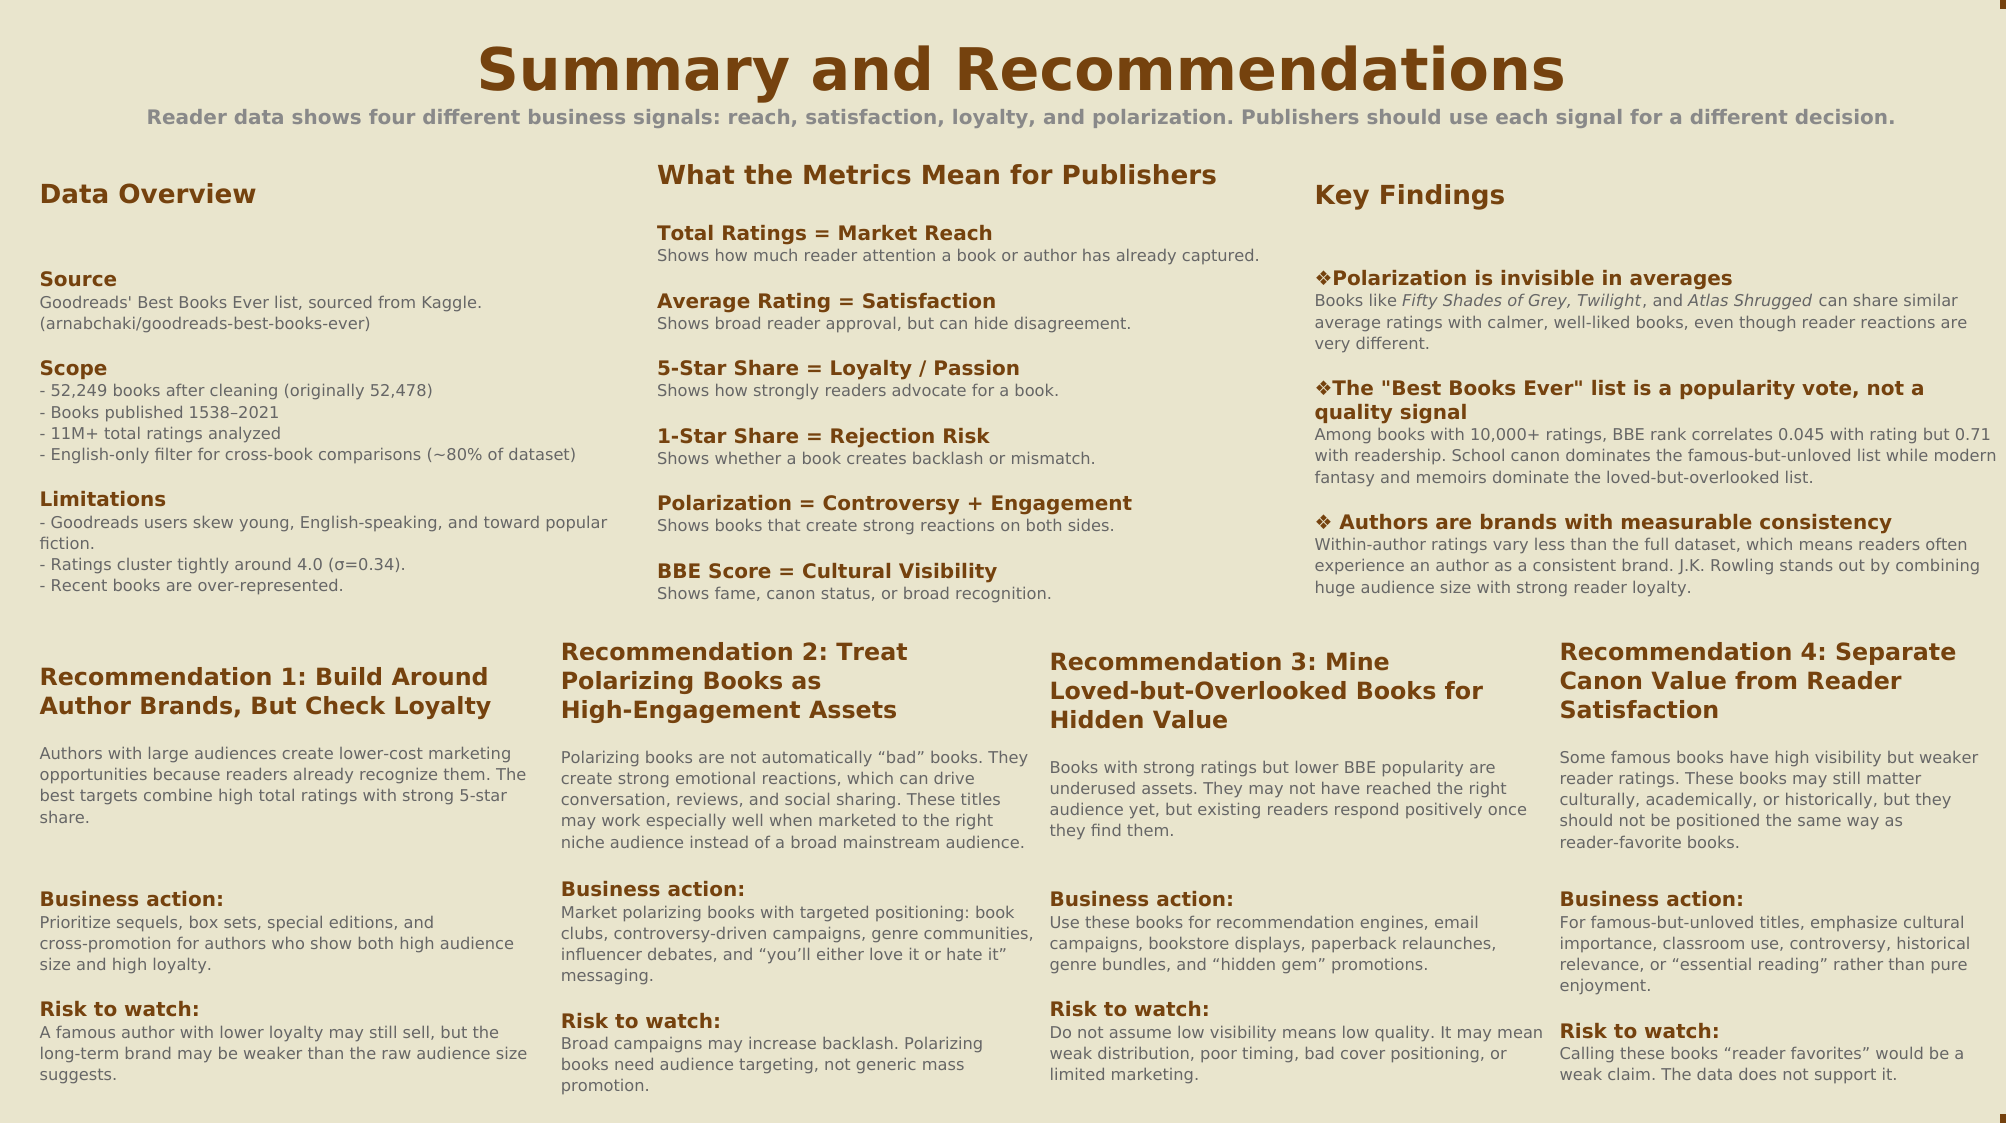 Summary and Recommendations
Reader data shows four different business signals: reach, satisfaction, loyalty, and polarization. Publishers should use each signal for a different decision.
Data Overview
Source
Goodreads' Best Books Ever list, sourced from Kaggle.
(arnabchaki/goodreads-best-books-ever)
Scope
- 52,249 books after cleaning (originally 52,478)
- Books published 1538–2021
- 11M+ total ratings analyzed
- English-only filter for cross-book comparisons (~80% of dataset)
Limitations
- Goodreads users skew young, English-speaking, and toward popular
fiction.
- Ratings cluster tightly around 4.0 (σ=0.34).
- Recent books are over-represented.
What the Metrics Mean for Publishers
Total Ratings = Market Reach
Shows how much reader attention a book or author has already captured.
Average Rating = Satisfaction
Shows broad reader approval, but can hide disagreement.
5-Star Share = Loyalty / Passion
Shows how strongly readers advocate for a book.
1-Star Share = Rejection Risk
Shows whether a book creates backlash or mismatch.
Polarization = Controversy + Engagement
Shows books that create strong reactions on both sides.
BBE Score = Cultural Visibility
Shows fame, canon status, or broad recognition.
Key Findings
❖Polarization is invisible in averages
Books like Fifty Shades of Grey, Twilight, and Atlas Shrugged can share similar
average ratings with calmer, well-liked books, even though reader reactions are
very different.
❖The "Best Books Ever" list is a popularity vote, not a
quality signal
Among books with 10,000+ ratings, BBE rank correlates 0.045 with rating but 0.71
with readership. School canon dominates the famous-but-unloved list while modern
fantasy and memoirs dominate the loved-but-overlooked list.
❖ Authors are brands with measurable consistency
Within-author ratings vary less than the full dataset, which means readers often
experience an author as a consistent brand. J.K. Rowling stands out by combining
huge audience size with strong reader loyalty.
Recommendation 1: Build Around
Author Brands, But Check Loyalty
Authors with large audiences create lower-cost marketing
opportunities because readers already recognize them. The
best targets combine high total ratings with strong 5-star
share.
Business action:
Prioritize sequels, box sets, special editions, and
cross-promotion for authors who show both high audience
size and high loyalty.
Risk to watch:
A famous author with lower loyalty may still sell, but the
long-term brand may be weaker than the raw audience size
suggests.
Recommendation 2: Treat
Polarizing Books as
High-Engagement Assets
Polarizing books are not automatically “bad” books. They
create strong emotional reactions, which can drive
conversation, reviews, and social sharing. These titles
may work especially well when marketed to the right
niche audience instead of a broad mainstream audience.
Business action:
Market polarizing books with targeted positioning: book
clubs, controversy-driven campaigns, genre communities,
influencer debates, and “you’ll either love it or hate it”
messaging.
Risk to watch:
Broad campaigns may increase backlash. Polarizing
books need audience targeting, not generic mass
promotion.
Recommendation 3: Mine
Loved-but-Overlooked Books for
Hidden Value
Books with strong ratings but lower BBE popularity are
underused assets. They may not have reached the right
audience yet, but existing readers respond positively once
they find them.
Business action:
Use these books for recommendation engines, email
campaigns, bookstore displays, paperback relaunches,
genre bundles, and “hidden gem” promotions.
Risk to watch:
Do not assume low visibility means low quality. It may mean
weak distribution, poor timing, bad cover positioning, or
limited marketing.
Recommendation 4: Separate
Canon Value from Reader
Satisfaction
Some famous books have high visibility but weaker
reader ratings. These books may still matter
culturally, academically, or historically, but they
should not be positioned the same way as
reader-favorite books.
Business action:
For famous-but-unloved titles, emphasize cultural
importance, classroom use, controversy, historical
relevance, or “essential reading” rather than pure
enjoyment.
Risk to watch:
Calling these books “reader favorites” would be a
weak claim. The data does not support it.